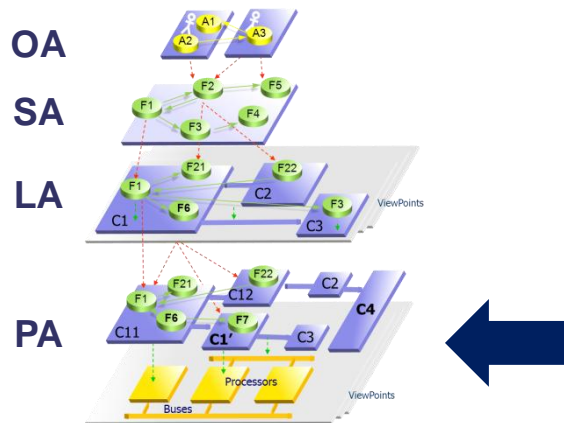 OA
A1
A2
A3
SA
F1
F2
F5
F3
F4
LA
F21
F22
F1
F6
C2
F3
ViewPoints
C1
C3
PA
F21
F22
C2
F1
C12
C4
F6
F7
C11
C1'
C3
Processors
Buses
ViewPoints